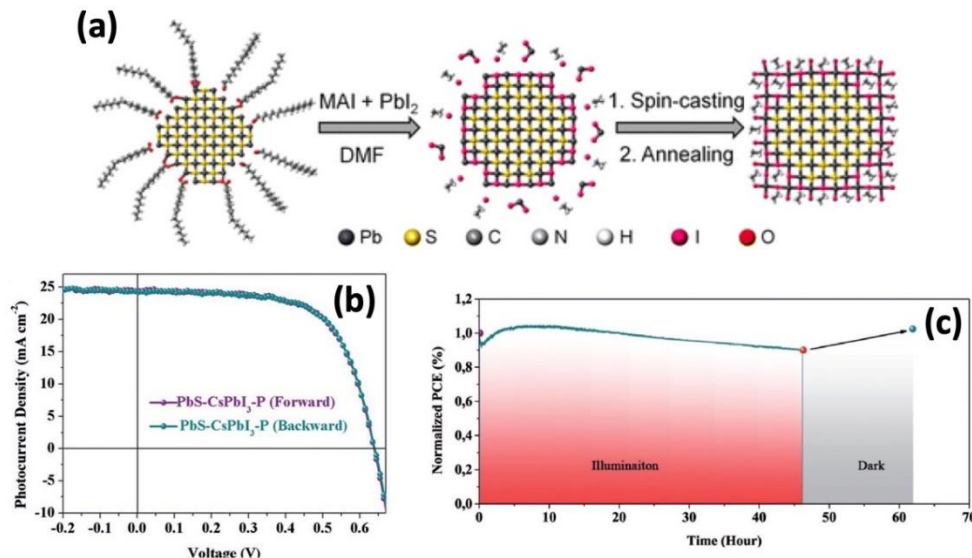 (a)
MAI + PbI2
DMF
1. Spin-casting
2. Annealing
Pb S C N H I O
(b)
Photocurrent Density (mA cm-2)
25
20
15
10
5
0
-5
-10
PbS-CsPbI3-P (Forward)
PbS-CsPbI3-P (Backward)
-0.2 -0.1 0.0 0.1 0.2 0.3 0.4 0.5 0.6
Voltage (V)
(c)
Normalized PCE (%)
1,2
1,0
0,8
0,6
0,4
0,2
0,0
Illuminaiton
Dark
0 10 20 30 40 50 60 70
Time (Hour)